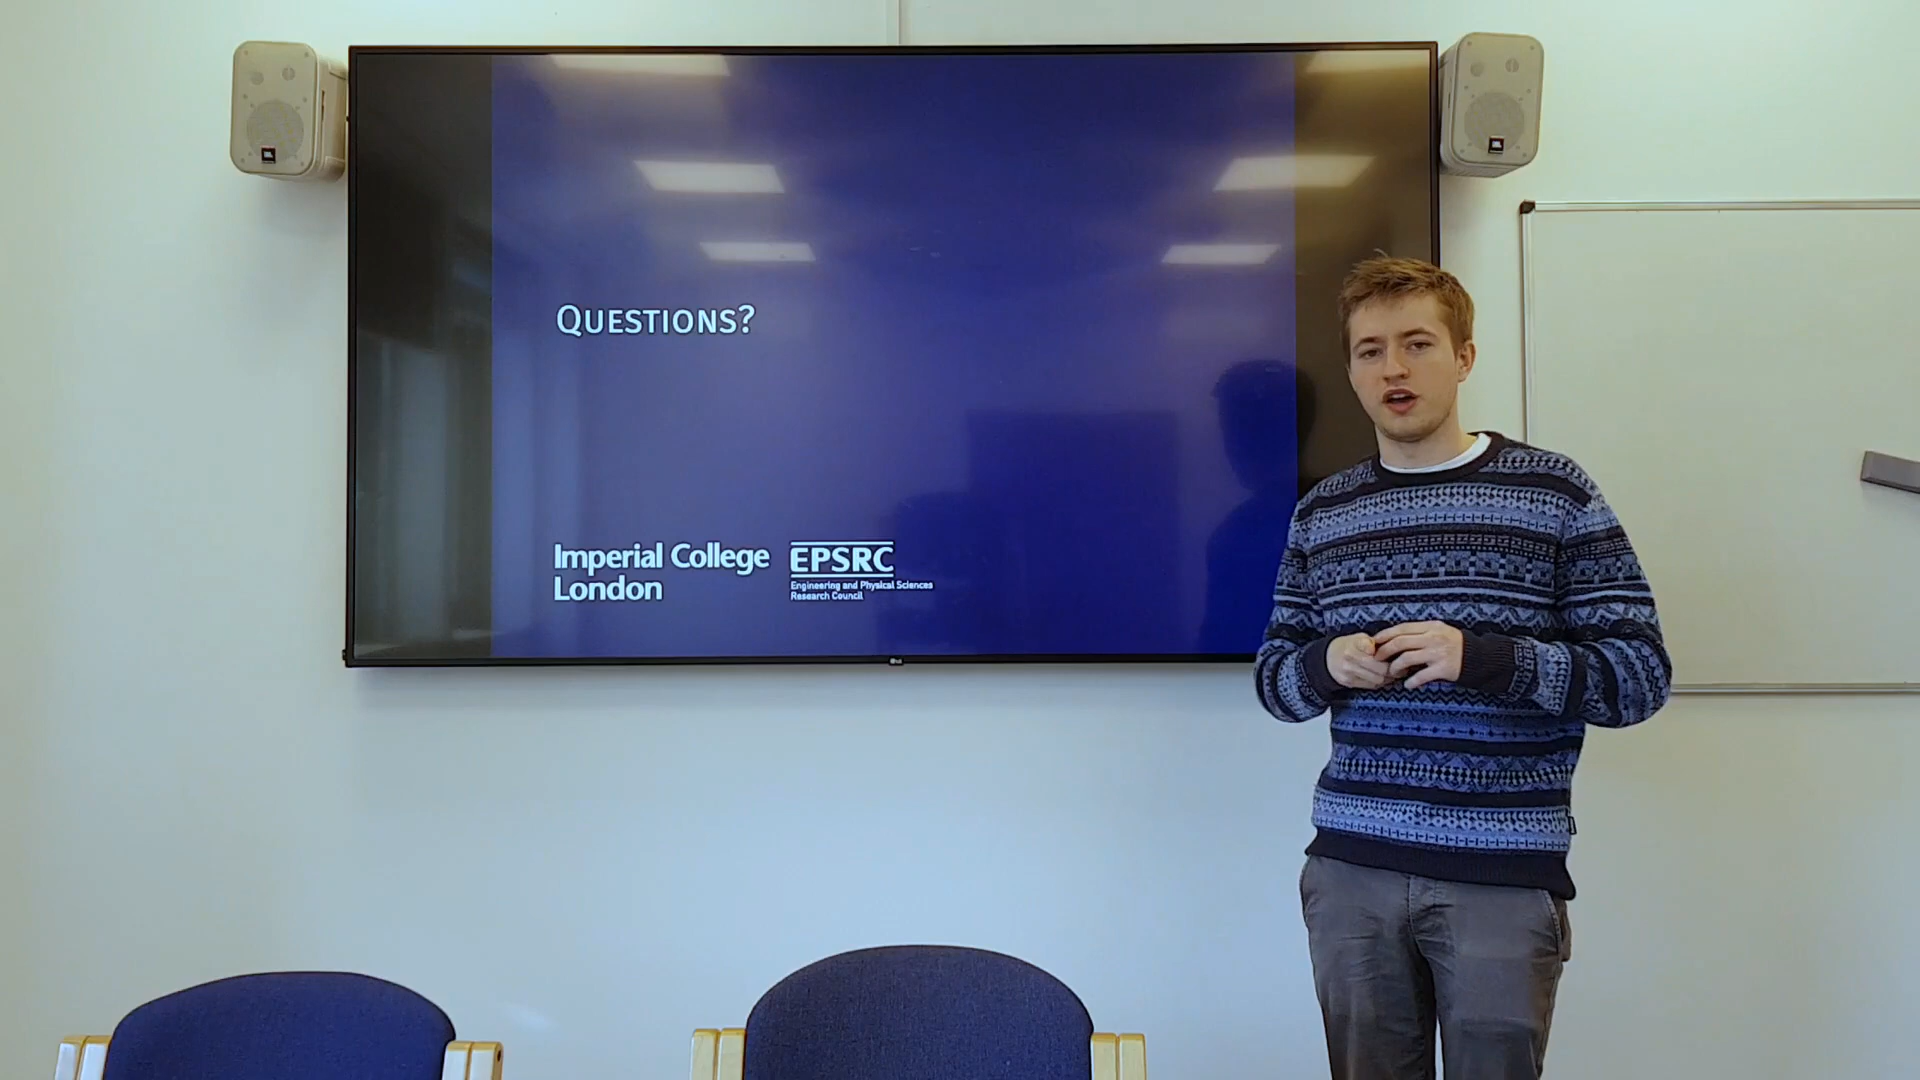 QUESTIONS?
Imperial College
London
EPSRC
Engineering and Physical Sciences
Research Council